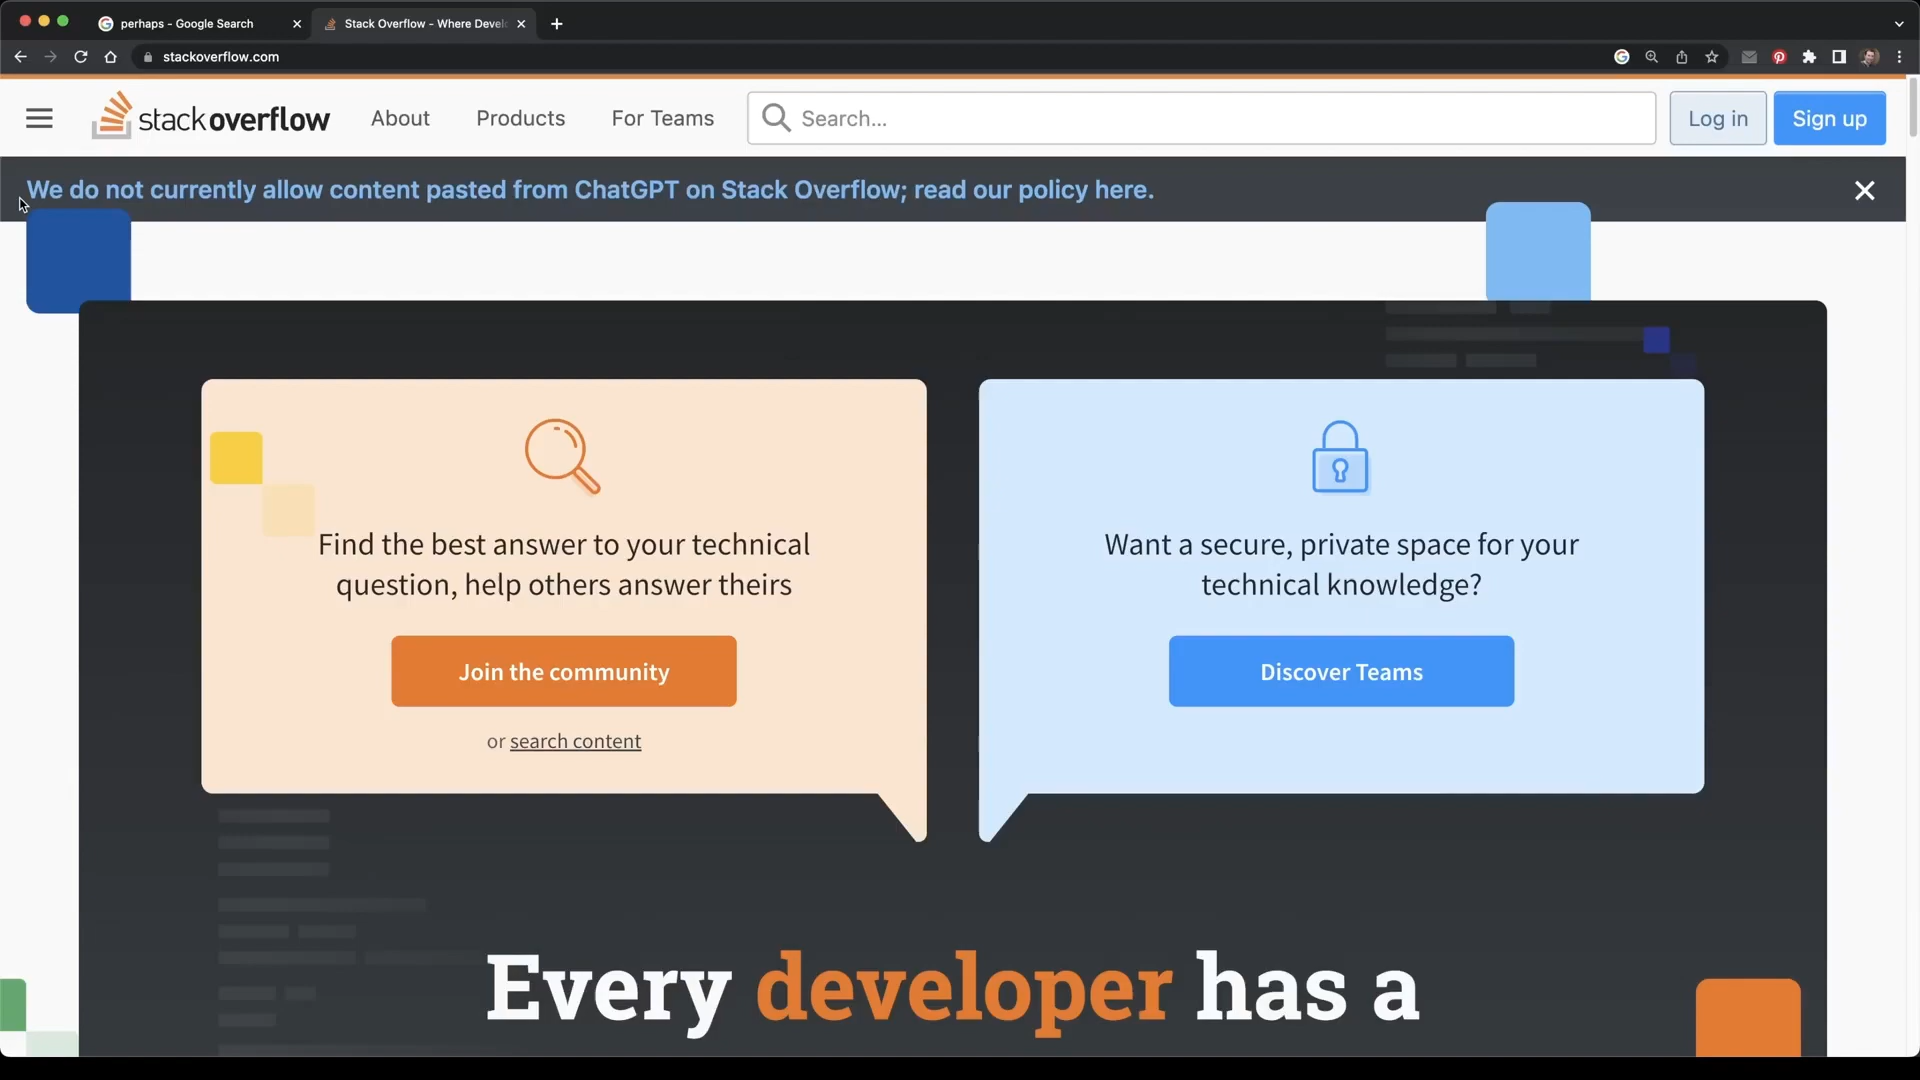 perhaps - Google Search
Stack Overflow - Where Devel
stackoverflow.com
stackoverflow
About
Products
For Teams
Search...
Log in
Sign up
We do not currently allow content pasted from ChatGPT on Stack Overflow; read our policy here.
Find the best answer to your technical
question, help others answer theirs
Join the community
or search content
Want a secure, private space for your
technical knowledge?
Discover Teams
Every developer has a